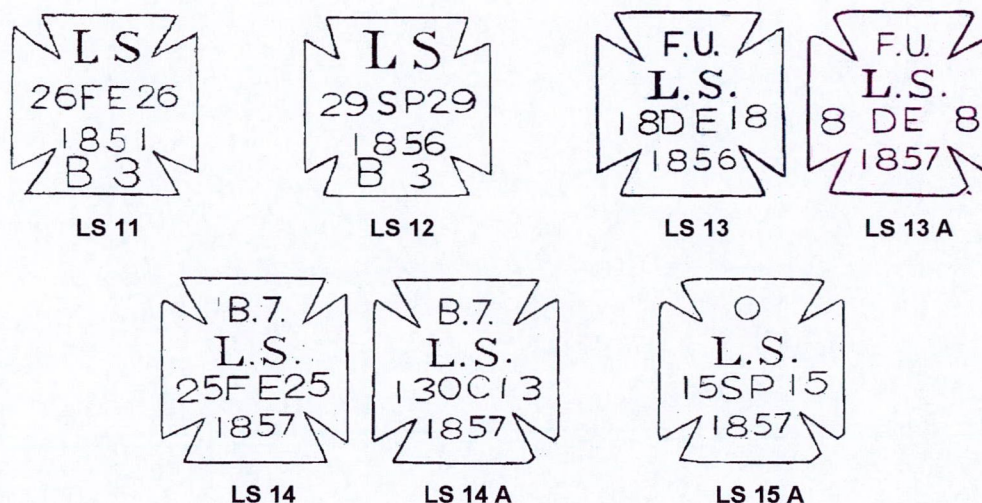 LS
26FE26
1851
B 3
LS 11
LS
29SP29
1856
B 3
LS 12
F.U.
L.S.
18DE18
1856
LS 13
F.U.
L.S.
8 DE 8
1857
LS 13 A
B.7.
L.S.
25FE25
1857
LS 14
B.7.
L.S.
13OC13
1857
LS 14 A
L.S.
15SP15
1857
LS 15 A